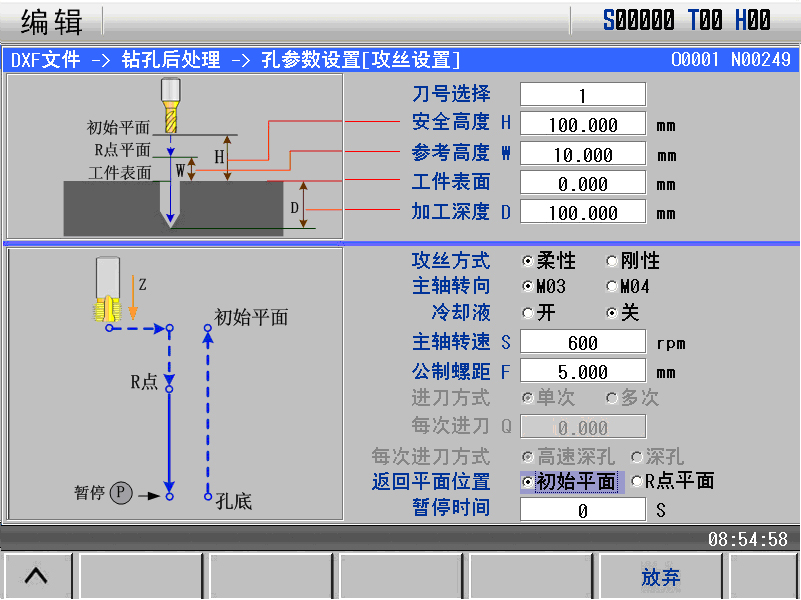 编辑 S00000 T00 H00
DXF文件 -> 钻孔后处理 -> 孔参数设置[攻丝设置] O0001 N00249
初始平面
R点平面
工件表面
H
W
D
刀号选择 1
安全高度 H 100.000 mm
参考高度 W 10.000 mm
工件表面 0.000 mm
加工深度 D 100.000 mm
Z
初始平面
R点
暂停 P
孔底
攻丝方式 柔性 刚性
主轴转向 M03 M04
冷却液 开 关
主轴转速 S 600 rpm
公制螺距 F 5.000 mm
进刀方式 单次 多次
每次进刀 Q 0.000
每次进刀方式 高速深孔 深孔
返回平面位置 初始平面 R点平面
暂停时间 0 S
08:54:58
放弃